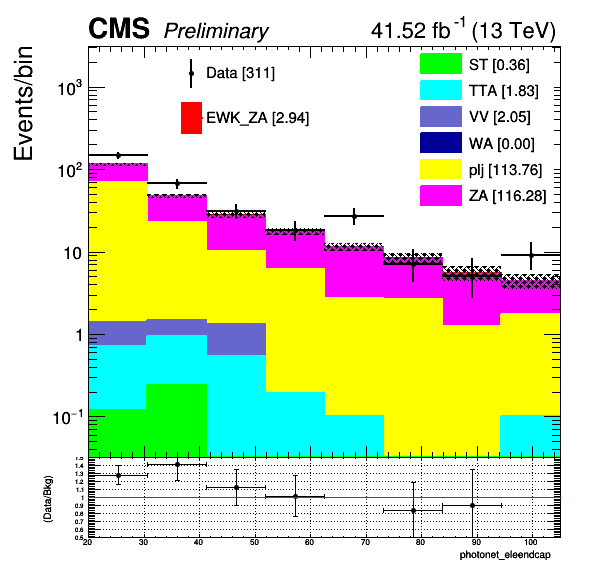 CMS Preliminary 41.52 fb⁻¹ (13 TeV)
Events/bin
Data [311]
EWK_ZA [2.94]
ST [0.36]
TTA [1.83]
VV [2.05]
WA [0.00]
plj [113.76]
ZA [116.28]
10³
10²
10
1
10⁻¹
(Data/Bkg)
1.5
1.4
1.3
1.2
1.1
1
0.9
0.8
0.7
0.6
0.5
20 30 40 50 60 70 80 90 100
photonet_eleendcap